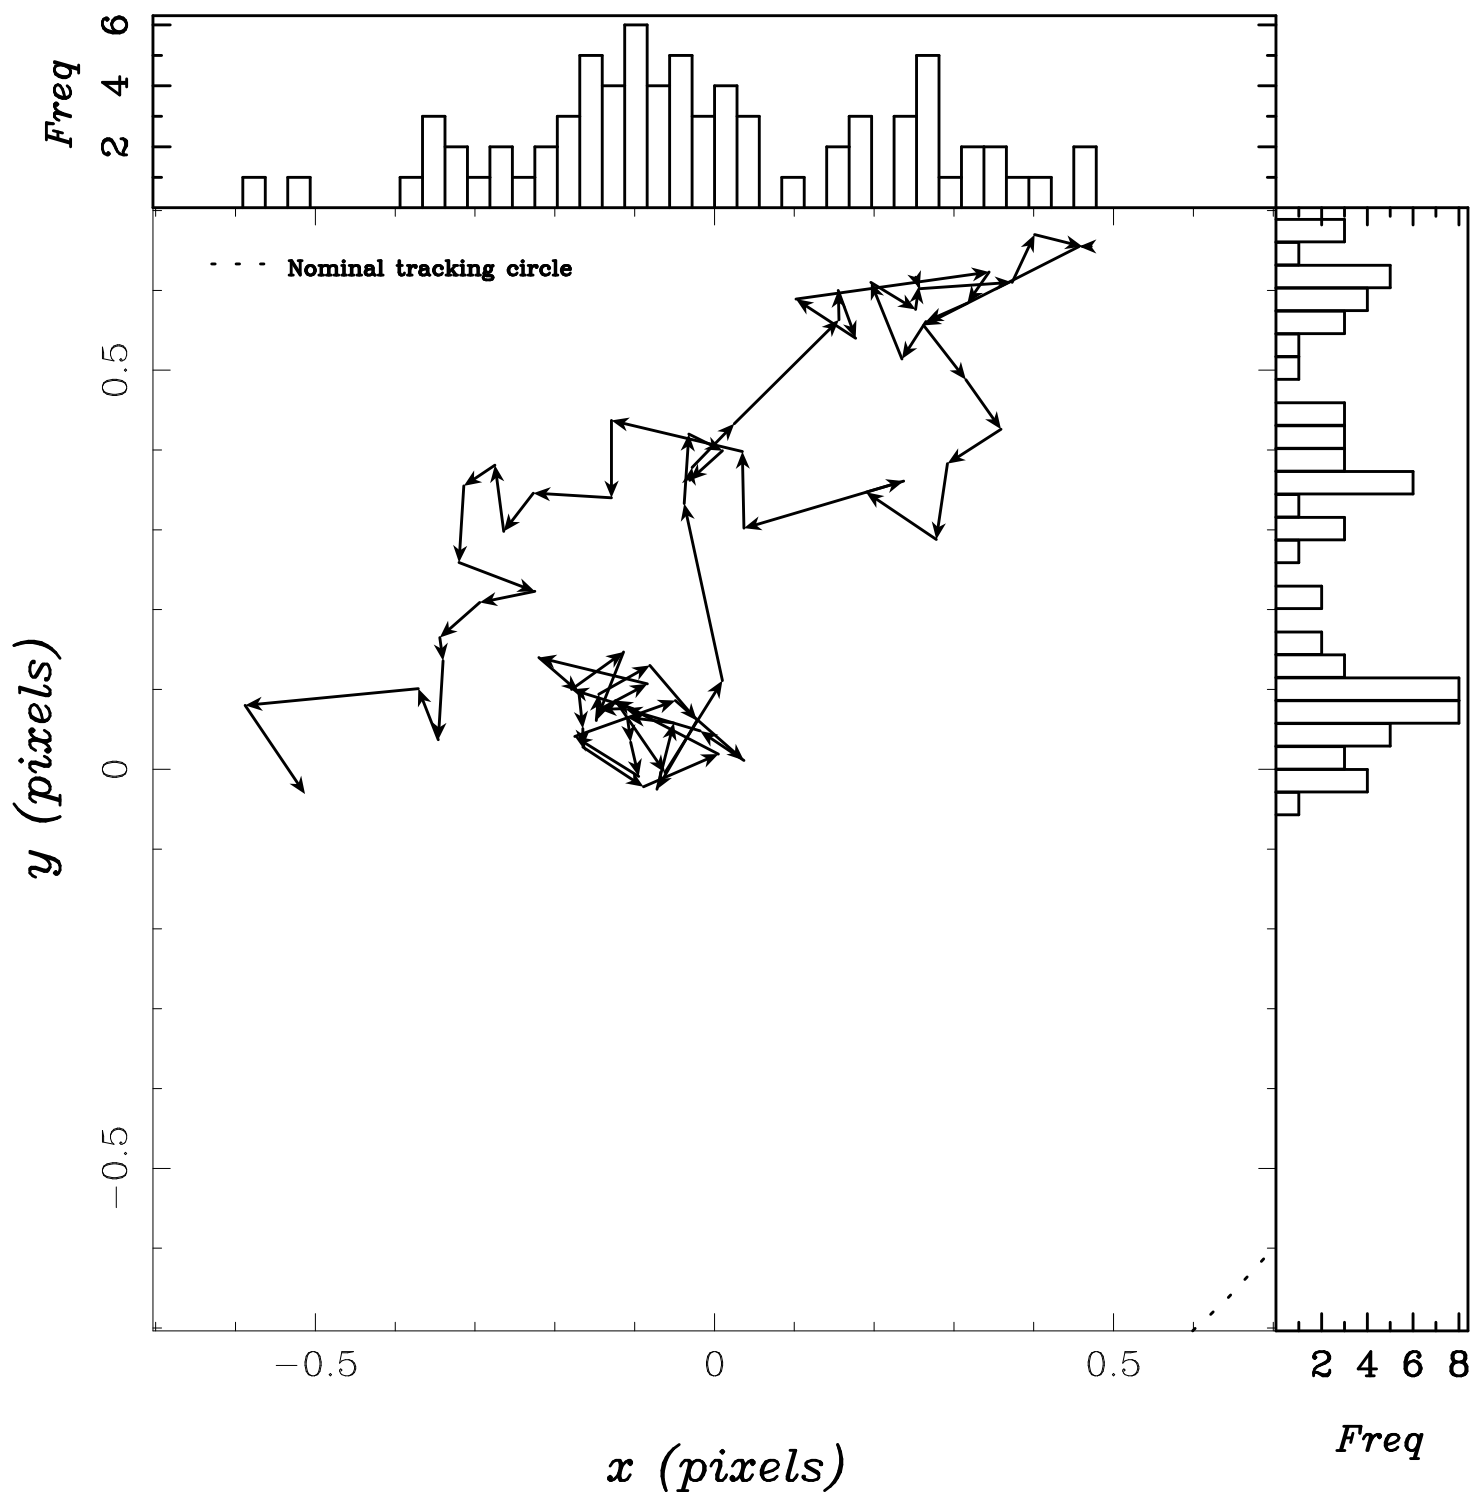 Freq
2 4 6
Nominal tracking circle
y (pixels)
0.5
0
−0.5
−0.5 0 0.5
x (pixels)
2 4 6 8
Freq